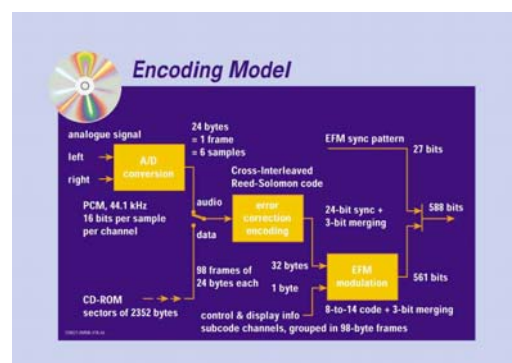 Encoding Model
analogue signal
left
right
A/D
conversion
PCM, 44.1 kHz
16 bits per sample
per channel
24 bytes
= 1 frame
= 6 samples
audio
data
Cross-Interleaved
Reed-Solomon code
error
correction
encoding
EFM sync pattern
27 bits
24-bit sync +
3-bit merging
588 bits
98 frames of
24 bytes each
CD-ROM
sectors of 2352 bytes
32 bytes
1 byte
EFM
modulation
561 bits
8-to-14 code + 3-bit merging
control & display info
subcode channels, grouped in 98-byte frames